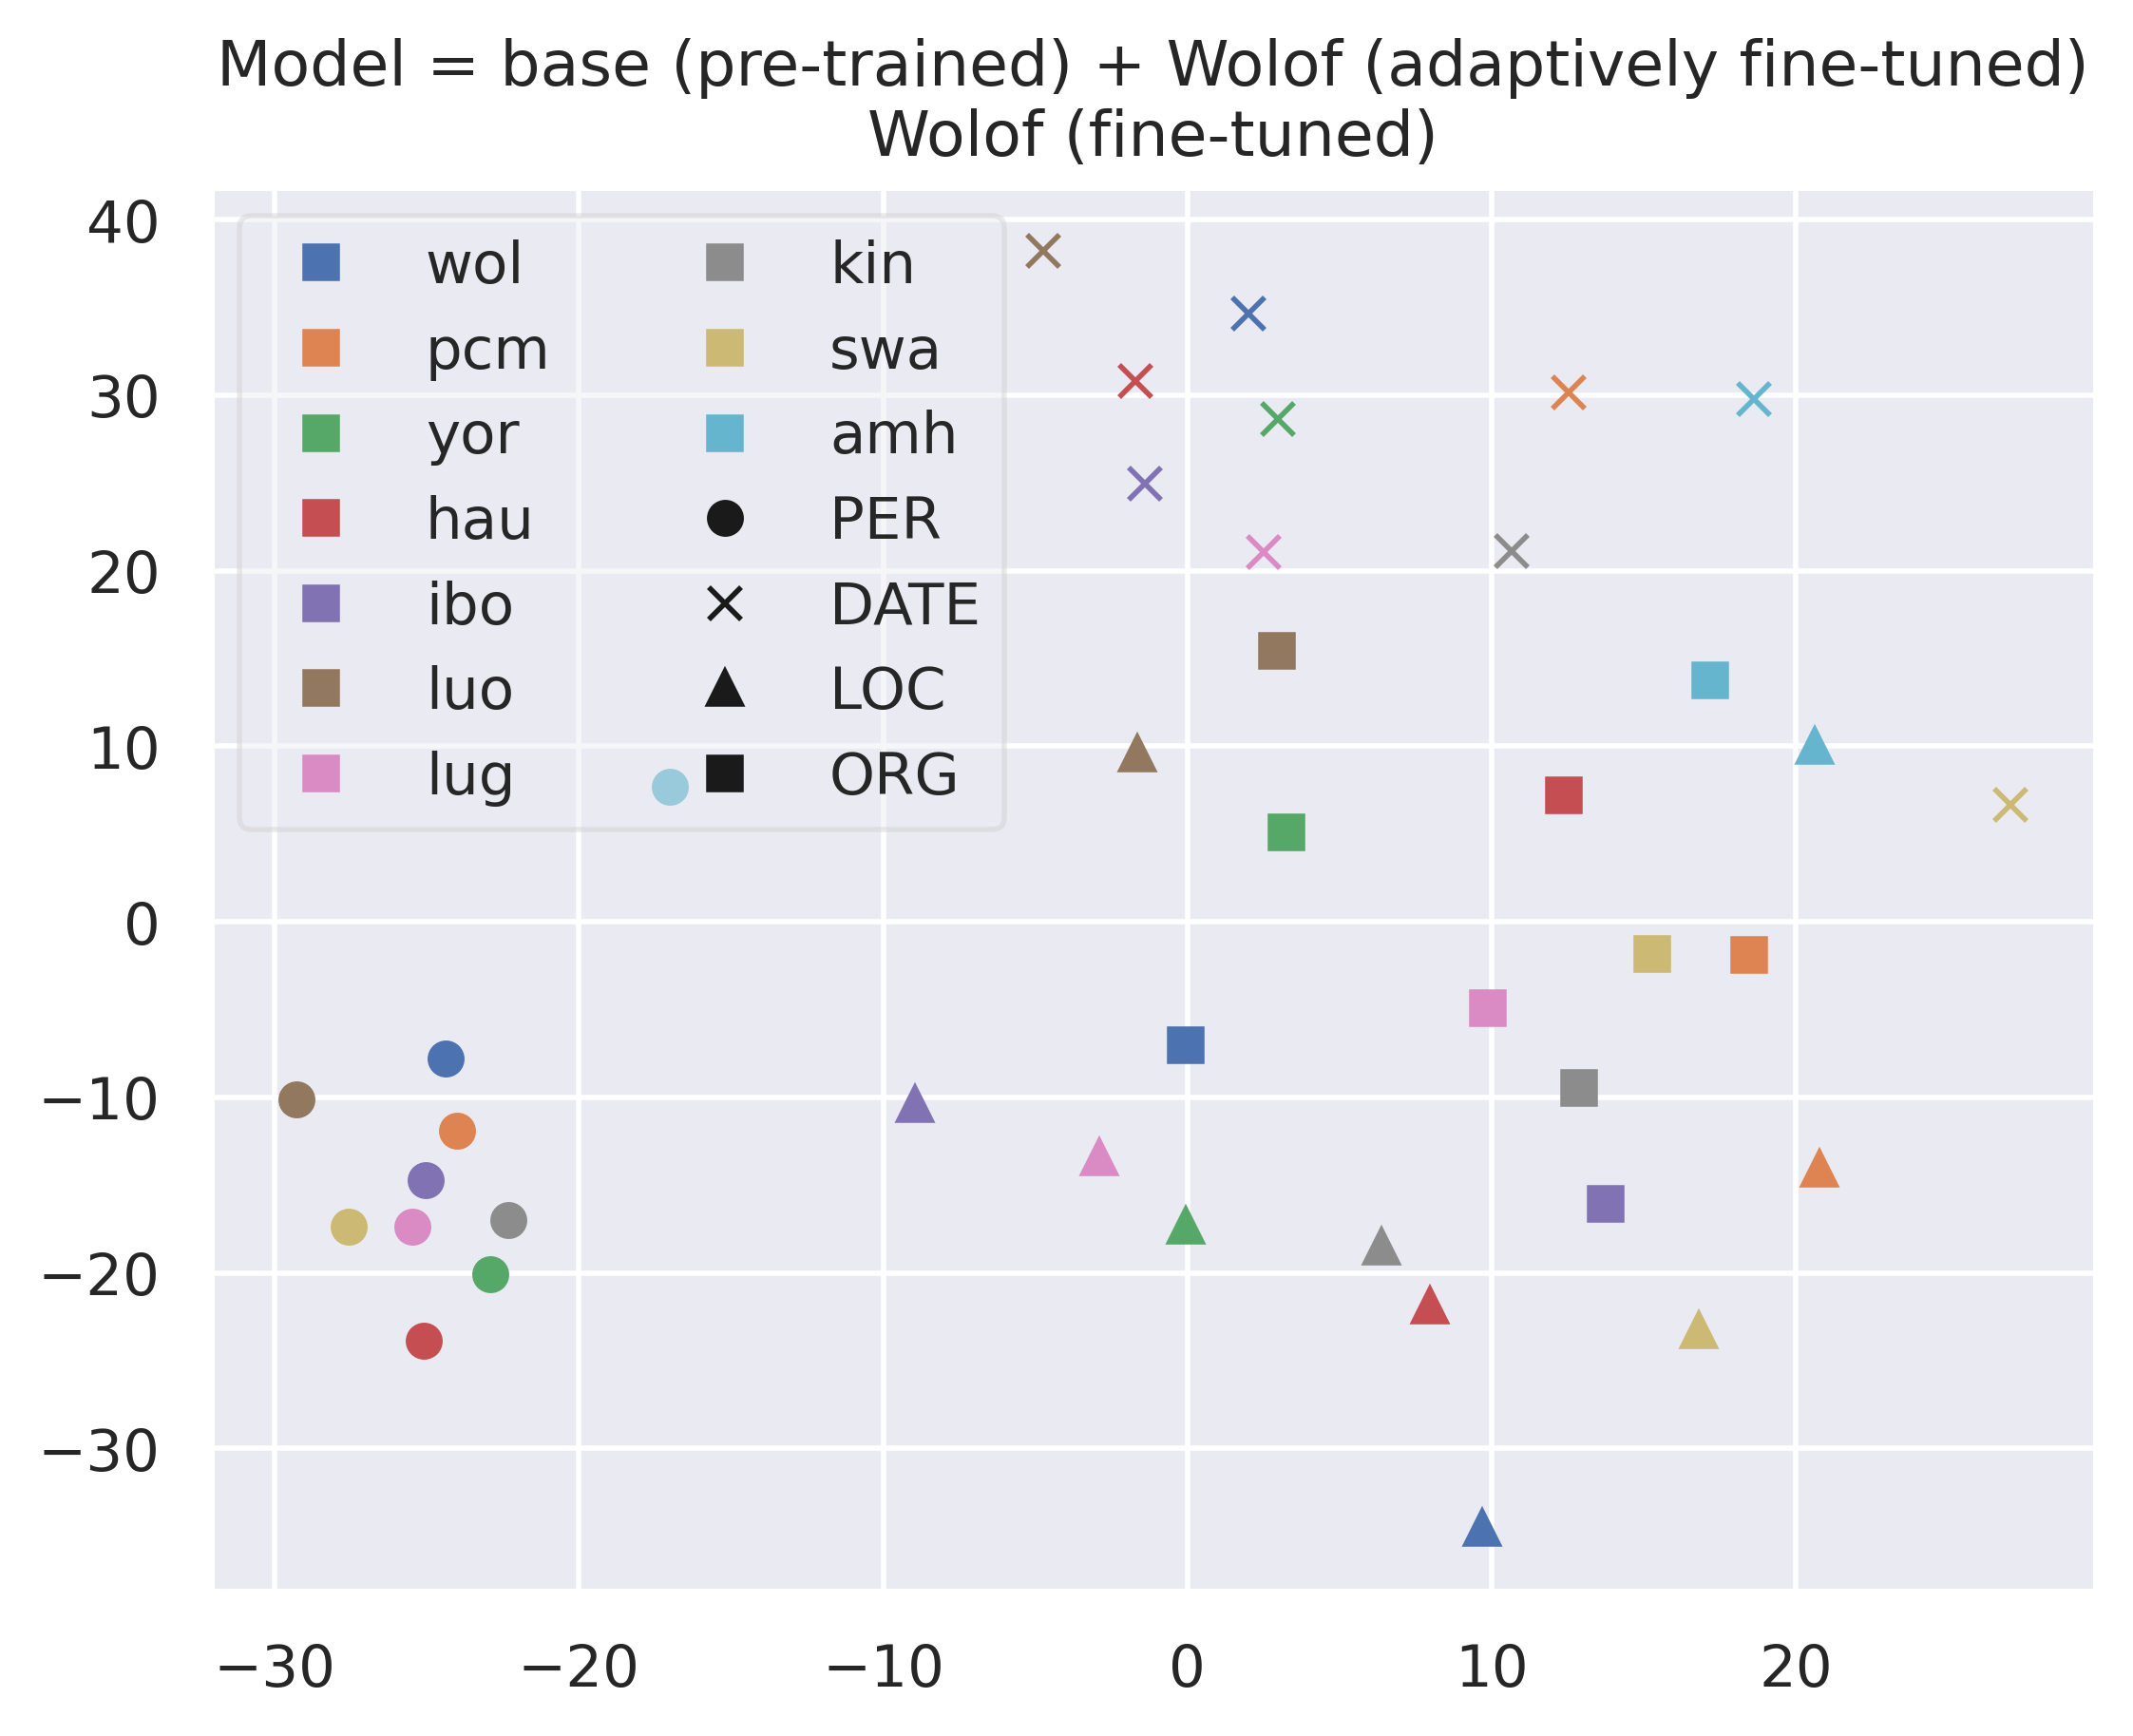 Model = base (pre-trained) + Wolof (adaptively fine-tuned)
Wolof (fine-tuned)
40
30
20
10
0
−10
−20
−30
wol
pcm
yor
hau
ibo
luo
lug
kin
swa
amh
PER
DATE
LOC
ORG
−30
−20
−10
0
10
20